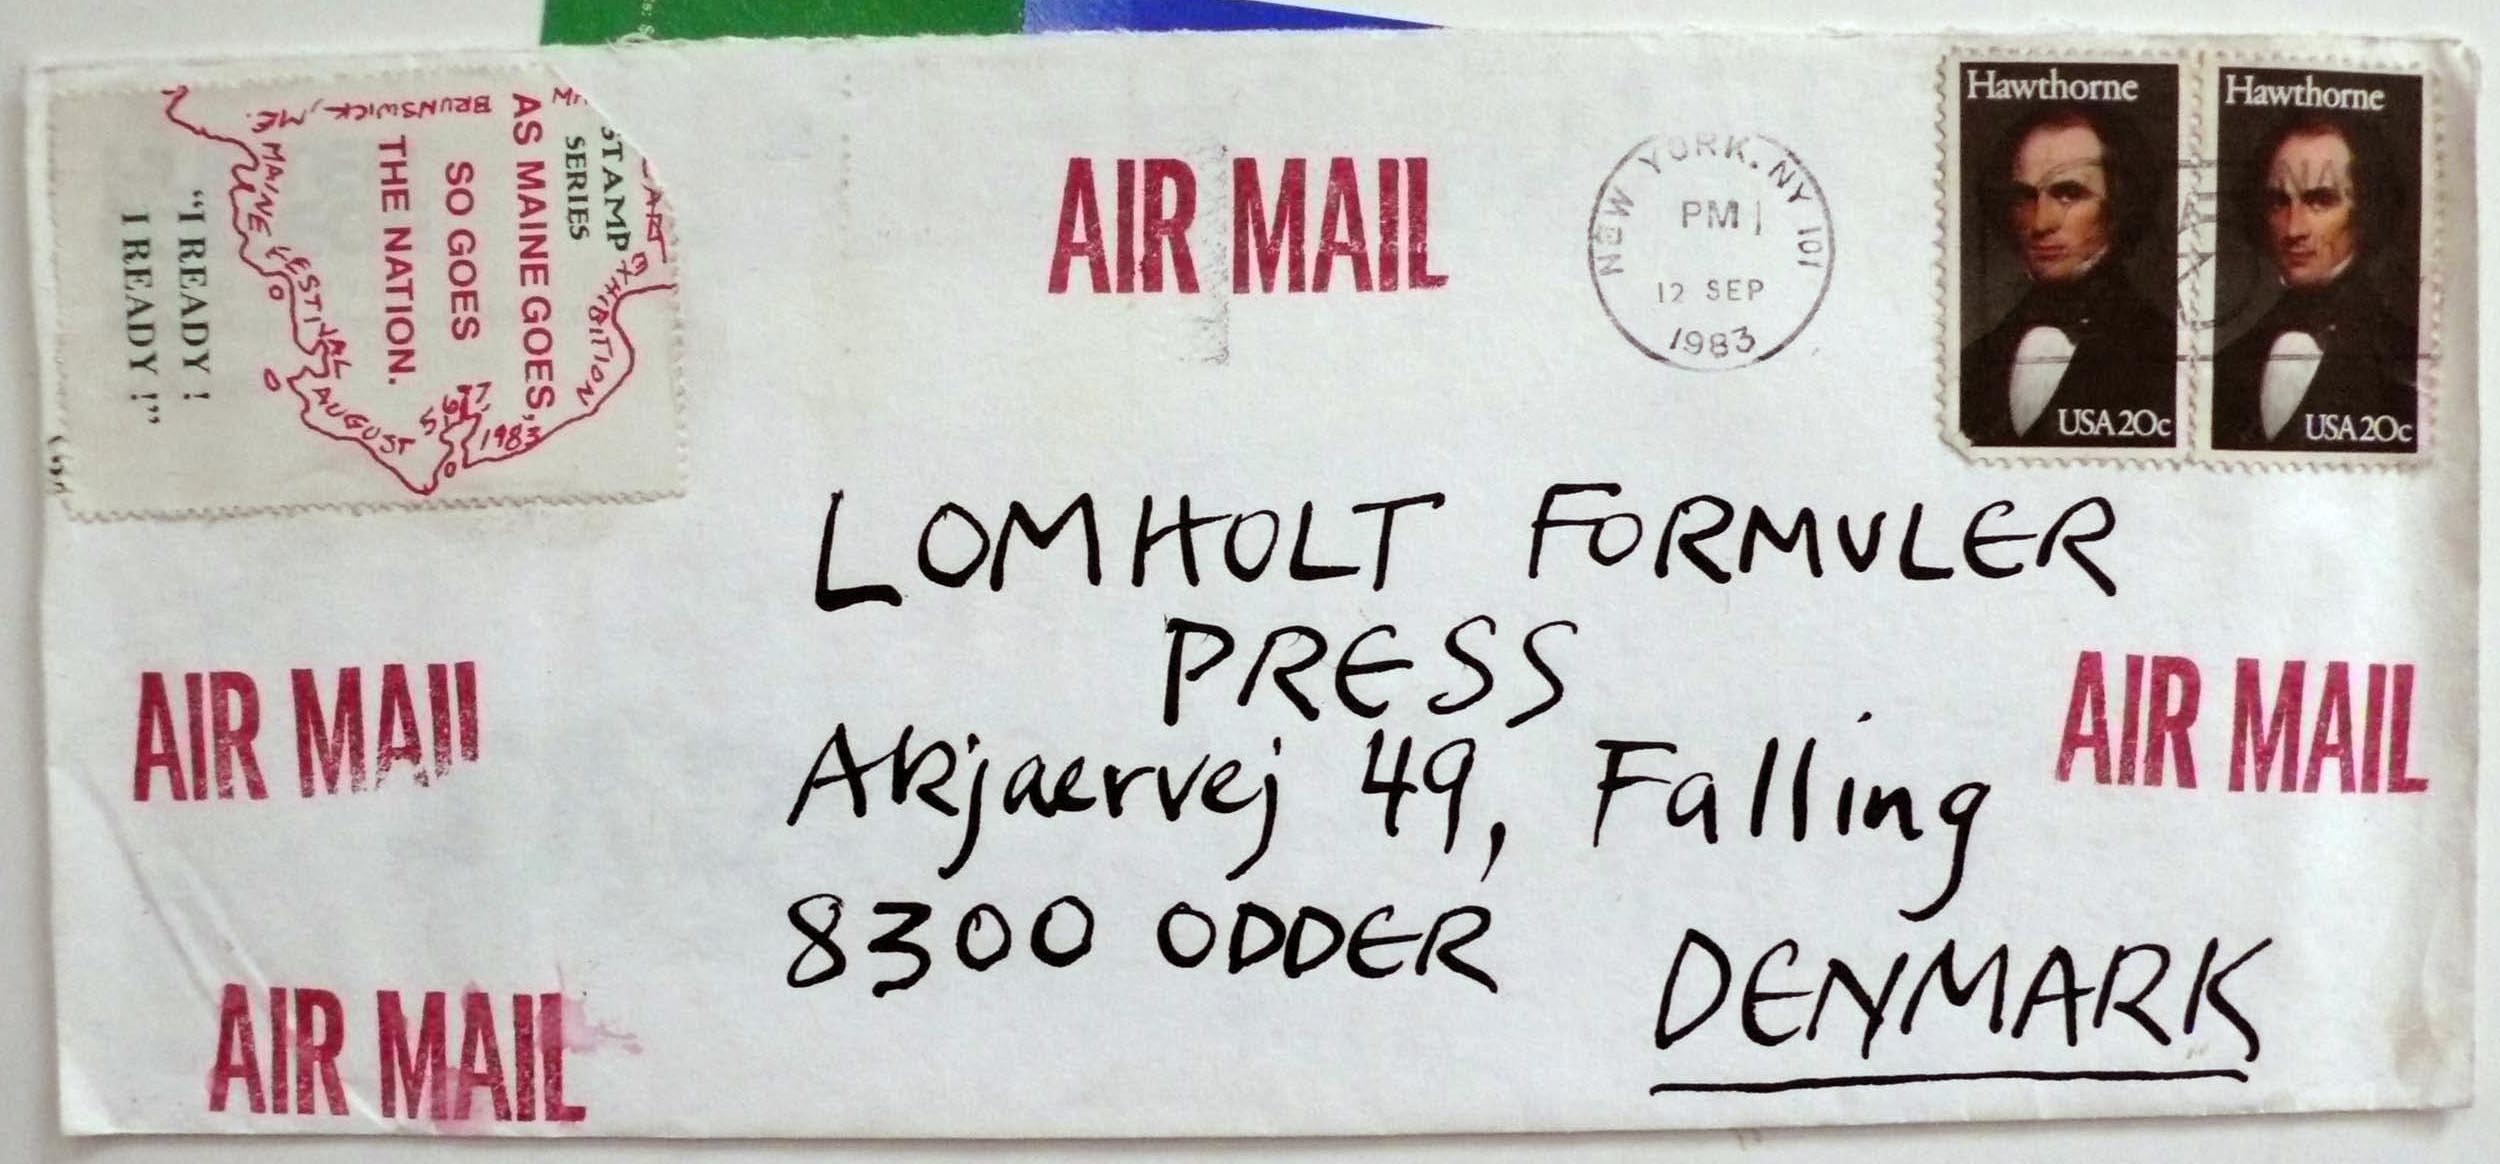 Hawthorne
USA 20c
Hawthorne
USA 20c
NEW YORK, NY 101
PM
12 SEP
1983
ART
STAMP
EXHIBITION
SERIES
AS MAINE GOES,
SO GOES
THE NATION.
BRUNSWICK, ME.
MAINE FESTIVAL
AUGUST
5, 6, 7,
1983
"I READY !
I READY !"
AIR MAIL
LOMHOLT FORMULER
PRESS
Akjaervej 49, Falling
8300 ODDER
DENMARK
AIR MAIL
AIR MAIL
AIR MAIL